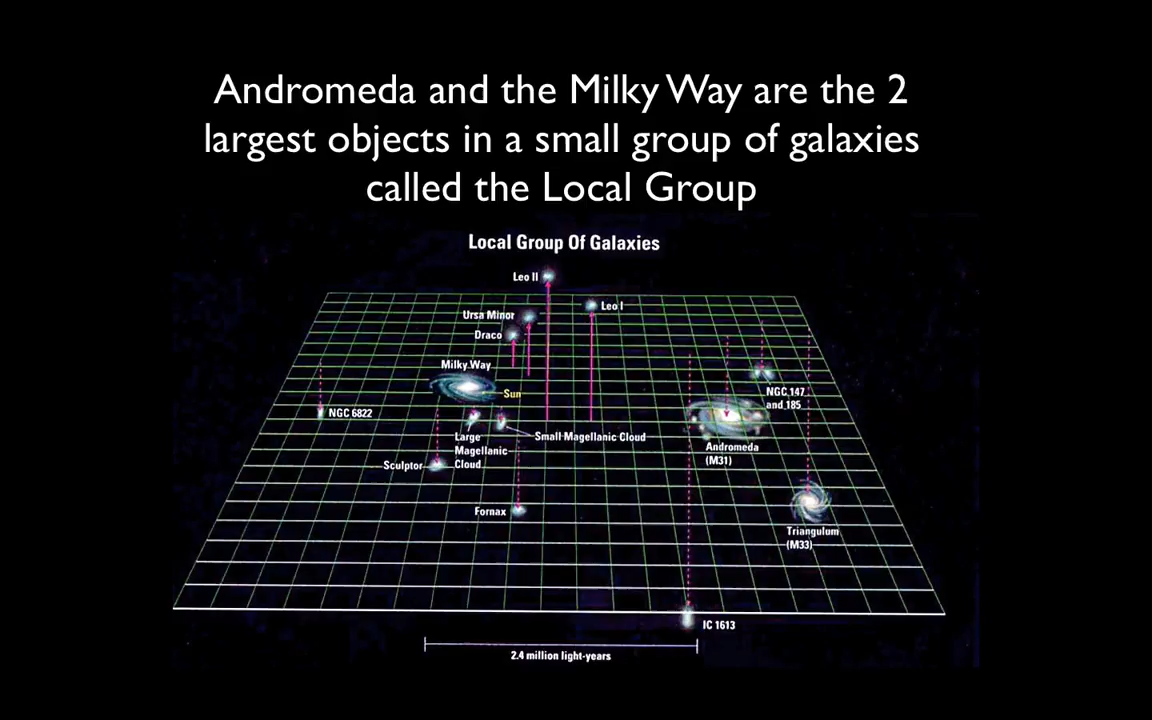 Andromeda and the Milky Way are the 2
largest objects in a small group of galaxies
called the Local Group
Local Group Of Galaxies
Leo II
Leo I
Ursa Minor
Draco
Milky Way
Sun
NGC 147
and 185
NGC 6822
Large
Magellanic
Cloud
Small Magellanic Cloud
Andromeda
(M31)
Sculptor
Fornax
Triangulum
(M33)
IC 1613
2.4 million light-years